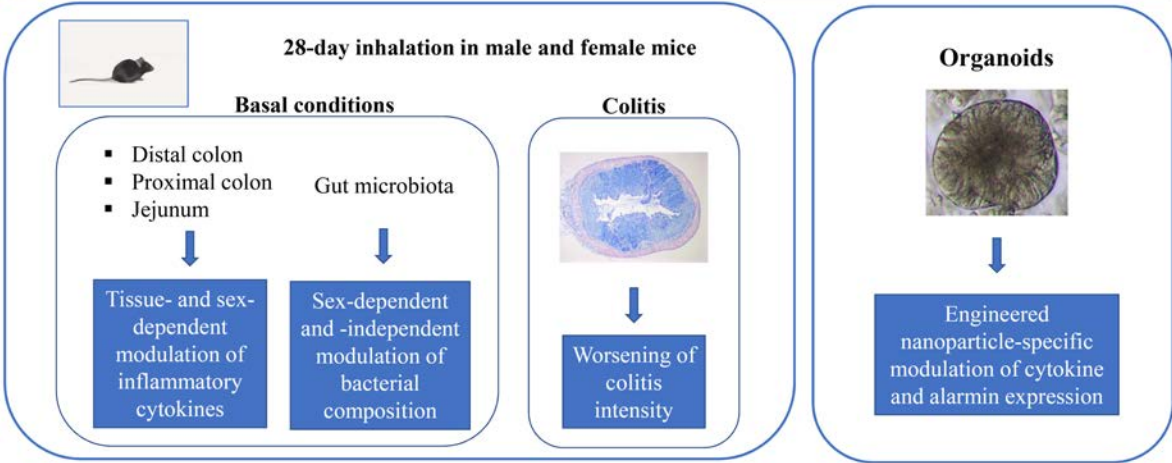 28-day inhalation in male and female mice
Basal conditions
▪ Distal colon
▪ Proximal colon
▪ Jejunum
Tissue- and sex-
dependent
modulation of
inflammatory
cytokines
Gut microbiota
Sex-dependent
and -independent
modulation of
bacterial
composition
Colitis
Worsening of
colitis
intensity
Organoids
Engineered
nanoparticle-specific
modulation of cytokine
and alarmin expression